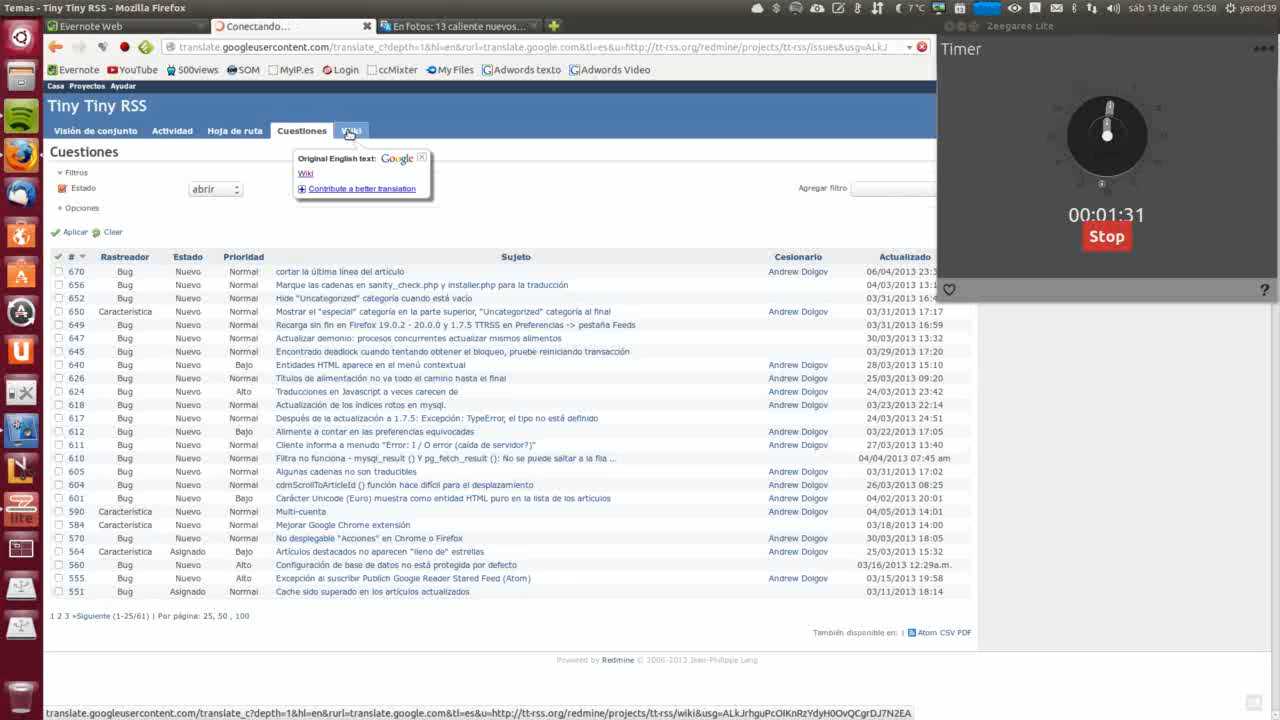 Temas - Tiny Tiny RSS - Mozilla Firefox
sáb 13 de abr, 05:58
yarod39
Evernote Web
Conectando...
En fotos: 13 caliente nuevos...
translate.googleusercontent.com/translate_c?depth=1&hl=en&rurl=translate.google.com&tl=es&u=http://tt-rss.org/redmine/projects/tt-rss/issues&usg=ALkJ
Evernote YouTube S00views SOM MyIP.es Login ccMixter My Files Adwords texto Adwords Video
Casa Proyectos Ayudar
Tiny Tiny RSS
Visión de conjunto Actividad Hoja de ruta Cuestiones Wiki
Cuestiones
Original English text: Google
Wiki
Contribute a better translation
Filtros
Estado abrir Agregar filtro
Opciones
Aplicar Clear
# Rastreador Estado Prioridad Sujeto Cesionario Actualizado
670 Bug Nuevo Normal cortar la última línea del artículo Andrew Dolgov 06/04/2013 23:3
656 Bug Nuevo Normal Marque las cadenas en sanity_check.php y installer.php para la traducción 04/03/2013 13:1
652 Bug Nuevo Normal Hide "Uncategorized" categoría cuando está vacío 03/31/2013 16:4
650 Característica Nuevo Normal Mostrar el "especial" categoría en la parte superior, "Uncategorized" categoría al final Andrew Dolgov 03/31/2013 17:17
649 Bug Nuevo Normal Recarga sin fin en Firefox 19.0.2 - 20.0.0 y 1.7.5 TTRSS en Preferencias -> pestaña Feeds 03/31/2013 16:59
647 Bug Nuevo Normal Actualizar demonio: procesos concurrentes actualizar mismos alimentos 30/03/2013 13:32
645 Bug Nuevo Normal Encontrado deadlock cuando tentando obtener el bloqueo, pruebe reiniciando transacción 03/29/2013 17:20
640 Bug Nuevo Bajo Entidades HTML aparece en el menú contextual Andrew Dolgov 28/03/2013 15:10
626 Bug Nuevo Normal Títulos de alimentación no va todo el camino hasta el final Andrew Dolgov 25/03/2013 09:20
624 Bug Nuevo Alto Traducciones en Javascript a veces carecen de Andrew Dolgov 24/03/2013 23:42
618 Bug Nuevo Normal Actualización de los índices rotos en mysql. Andrew Dolgov 03/23/2013 22:14
617 Bug Nuevo Normal Después de la actualización a 1.7.5: Excepción: TypeError, el tipo no está definido 24/03/2013 24:51
612 Bug Nuevo Bajo Alimente a contar en las preferencias equivocadas Andrew Dolgov 03/22/2013 17:05
611 Bug Nuevo Normal Cliente informa a menudo "Error: I / O error (caída de servidor?)" Andrew Dolgov 27/03/2013 13:40
610 Bug Nuevo Normal Filtra no funciona - mysql_result () Y pg_fetch_result (): No se puede saltar a la fila ... 04/04/2013 07:45 am
605 Bug Nuevo Normal Algunas cadenas no son traducibles Andrew Dolgov 03/31/2013 17:02
604 Bug Nuevo Normal cdmScrollToArticleId () función hace difícil para el desplazamiento Andrew Dolgov 26/03/2013 08:25
601 Bug Nuevo Bajo Carácter Unicode (Euro) muestra como entidad HTML puro en la lista de los artículos Andrew Dolgov 04/02/2013 20:01
590 Característica Nuevo Normal Multi-cuenta Andrew Dolgov 04/05/2013 14:01
584 Característica Nuevo Normal Mejorar Google Chrome extensión 03/18/2013 14:00
570 Bug Nuevo Normal No desplegable "Acciones" en Chrome o Firefox Andrew Dolgov 30/03/2013 18:05
564 Característica Asignado Bajo Artículos destacados no aparecen "lleno de" estrellas Andrew Dolgov 25/03/2013 15:32
560 Bug Nuevo Alto Configuración de base de datos no está protegida por defecto 03/16/2013 12:29a.m.
555 Bug Nuevo Alto Excepción al suscribir Publich Google Reader Stared Feed (Atom) Andrew Dolgov 03/15/2013 19:58
551 Bug Asignado Normal Cache sido superado en los artículos actualizados 03/11/2013 18:14
1 2 3 »Siguiente (1-25/61) | Por página: 25, 50 , 100
También disponible en: | Atom CSV PDF
Powered by Redmine © 2006-2013 Jean-Philippe Lang
translate.googleusercontent.com/translate_c?depth=1&hl=en&rurl=translate.google.com&tl=es&u=http://tt-rss.org/redmine/projects/tt-rss/wiki&usg=ALkJrhguPcOIKnRzYdyH0OvQCgrDJ7N2EA
Zeegaree Lite
Timer
00:01:31
Stop
?
lite